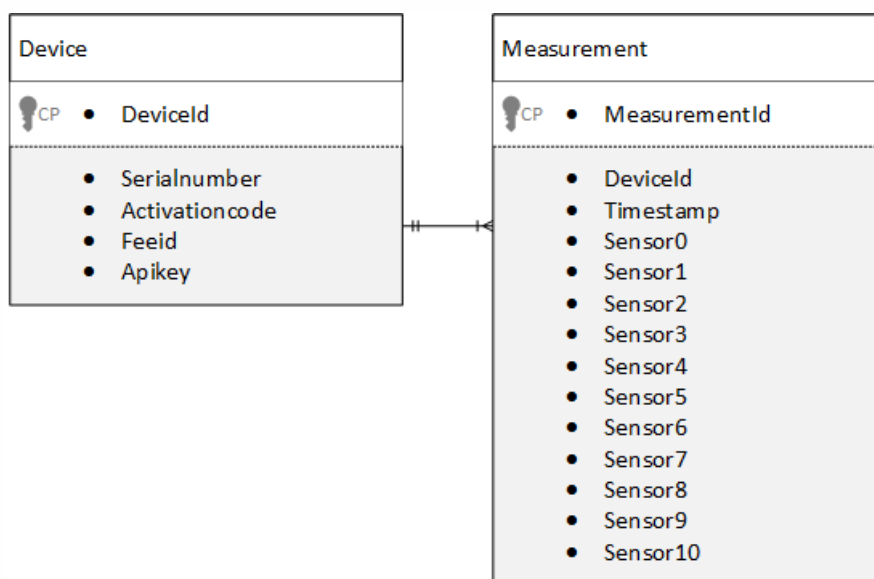 Device
CP • DeviceId
• Serialnumber
• Activationcode
• Feeid
• Apikey
Measurement
CP • MeasurementId
• DeviceId
• Timestamp
• Sensor0
• Sensor1
• Sensor2
• Sensor3
• Sensor4
• Sensor5
• Sensor6
• Sensor7
• Sensor8
• Sensor9
• Sensor10